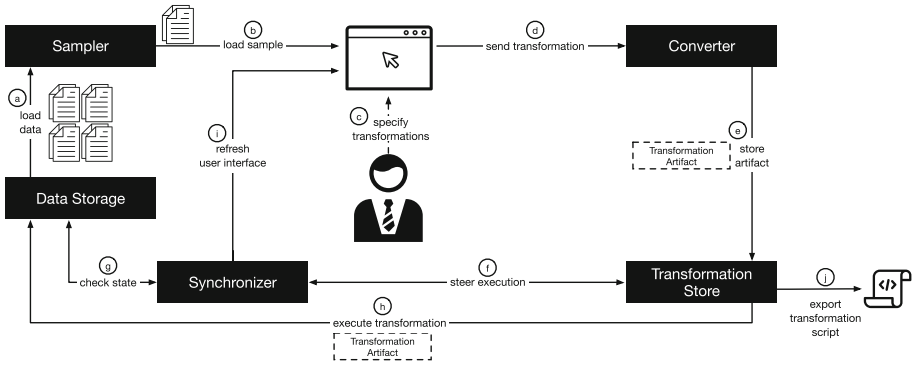 Sampler
b
load sample
d
send transformation
Converter
a
load
data
i
refresh
user interface
c
specify
transformations
e
store
artifact
Transformation
Artifact
Data Storage
g
check state
Synchronizer
f
steer execution
Transformation
Store
j
export
transformation
script
</>
h
execute transformation
Transformation
Artifact